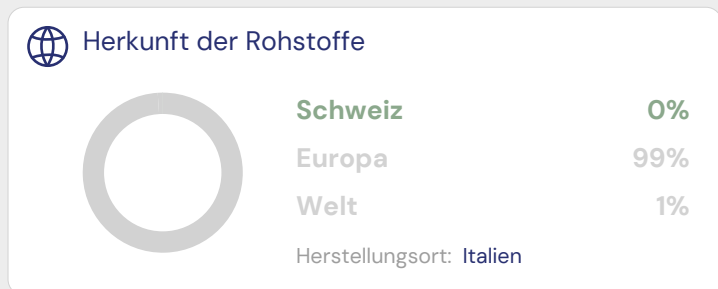 Herkunft der Rohstoffe
Schweiz 0%
Europa 99%
Welt 1%
Herstellungsort: Italien